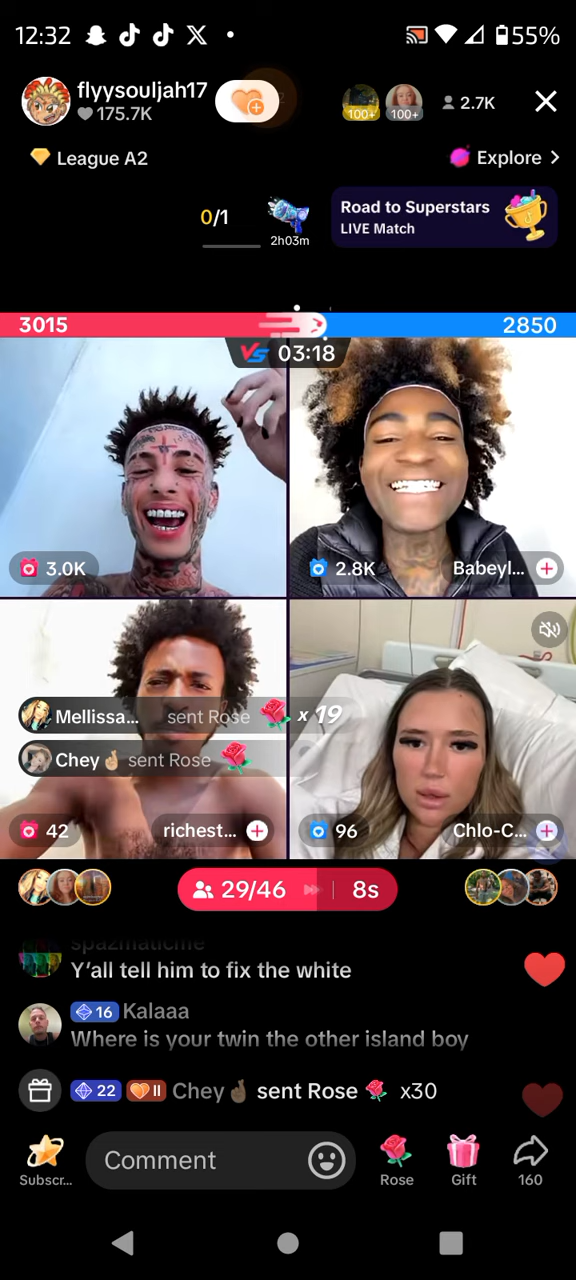 12:32
55%
flyysouljah17
175.7K
100+
100+
2.7K
League A2
Explore >
0/1
2h03m
Road to Superstars
LIVE Match
3015
2850
VS 03:18
3.0K
2.8K
Babeyl...
Mellissa... sent Rose x 19
Chey🤞🏽 sent Rose
42
richest...
96
Chlo-C...
29/46
8s
spazmaticme
Y'all tell him to fix the white
16 Kalaaa
Where is your twin the other island boy
22 II Chey🤞🏽 sent Rose x30
Comment
Subscr...
Rose
Gift
160